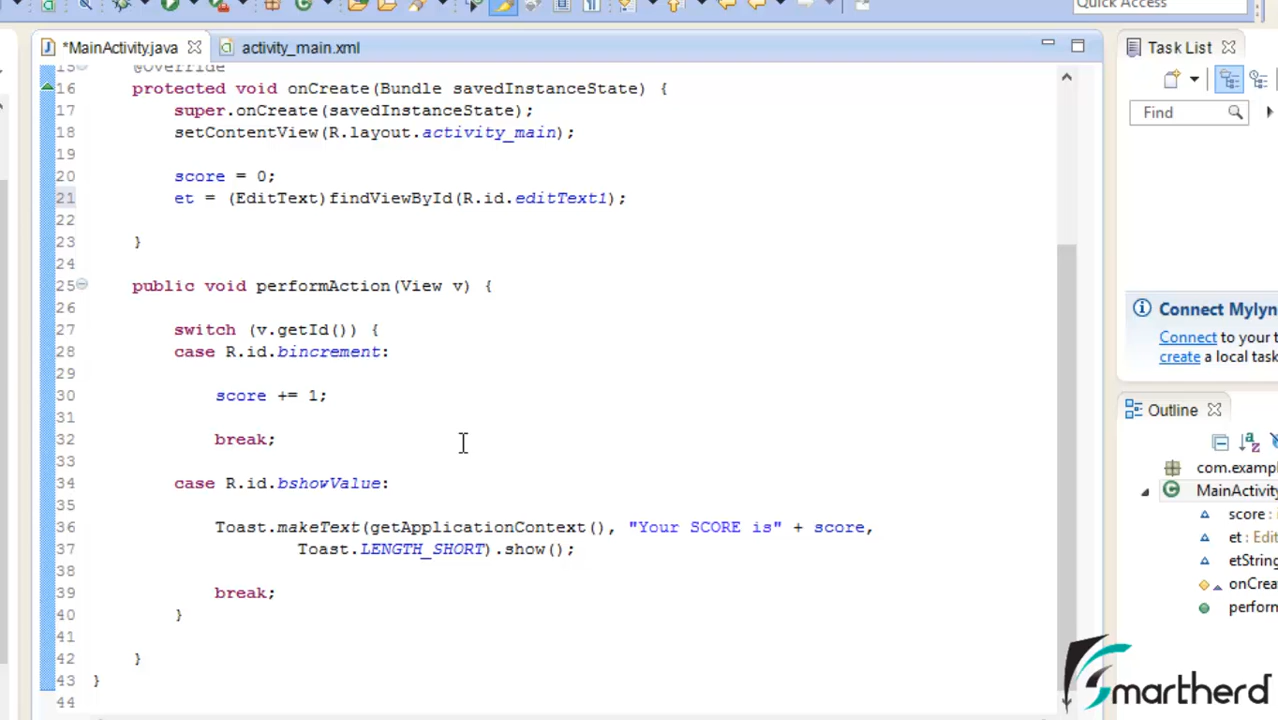 Quick Access
*MainActivity.java
activity_main.xml
Task List
15 @Override
16 protected void onCreate(Bundle savedInstanceState) {
17 super.onCreate(savedInstanceState);
18 setContentView(R.layout.activity_main);
19
20 score = 0;
21 et = (EditText)findViewById(R.id.editText1);
22
23 }
24
25 public void performAction(View v) {
26
27 switch (v.getId()) {
28 case R.id.bincrement:
29
30 score += 1;
31
32 break;
33
34 case R.id.bshowValue:
35
36 Toast.makeText(getApplicationContext(), "Your SCORE is" + score,
37 Toast.LENGTH_SHORT).show();
38
39 break;
40 }
41
42 }
43 }
44
Find
Connect Mylyn
Connect to your t
create a local task
Outline
com.examp
MainActivity
score : i
et : Edit
etString
onCrea
perform
Smartherd